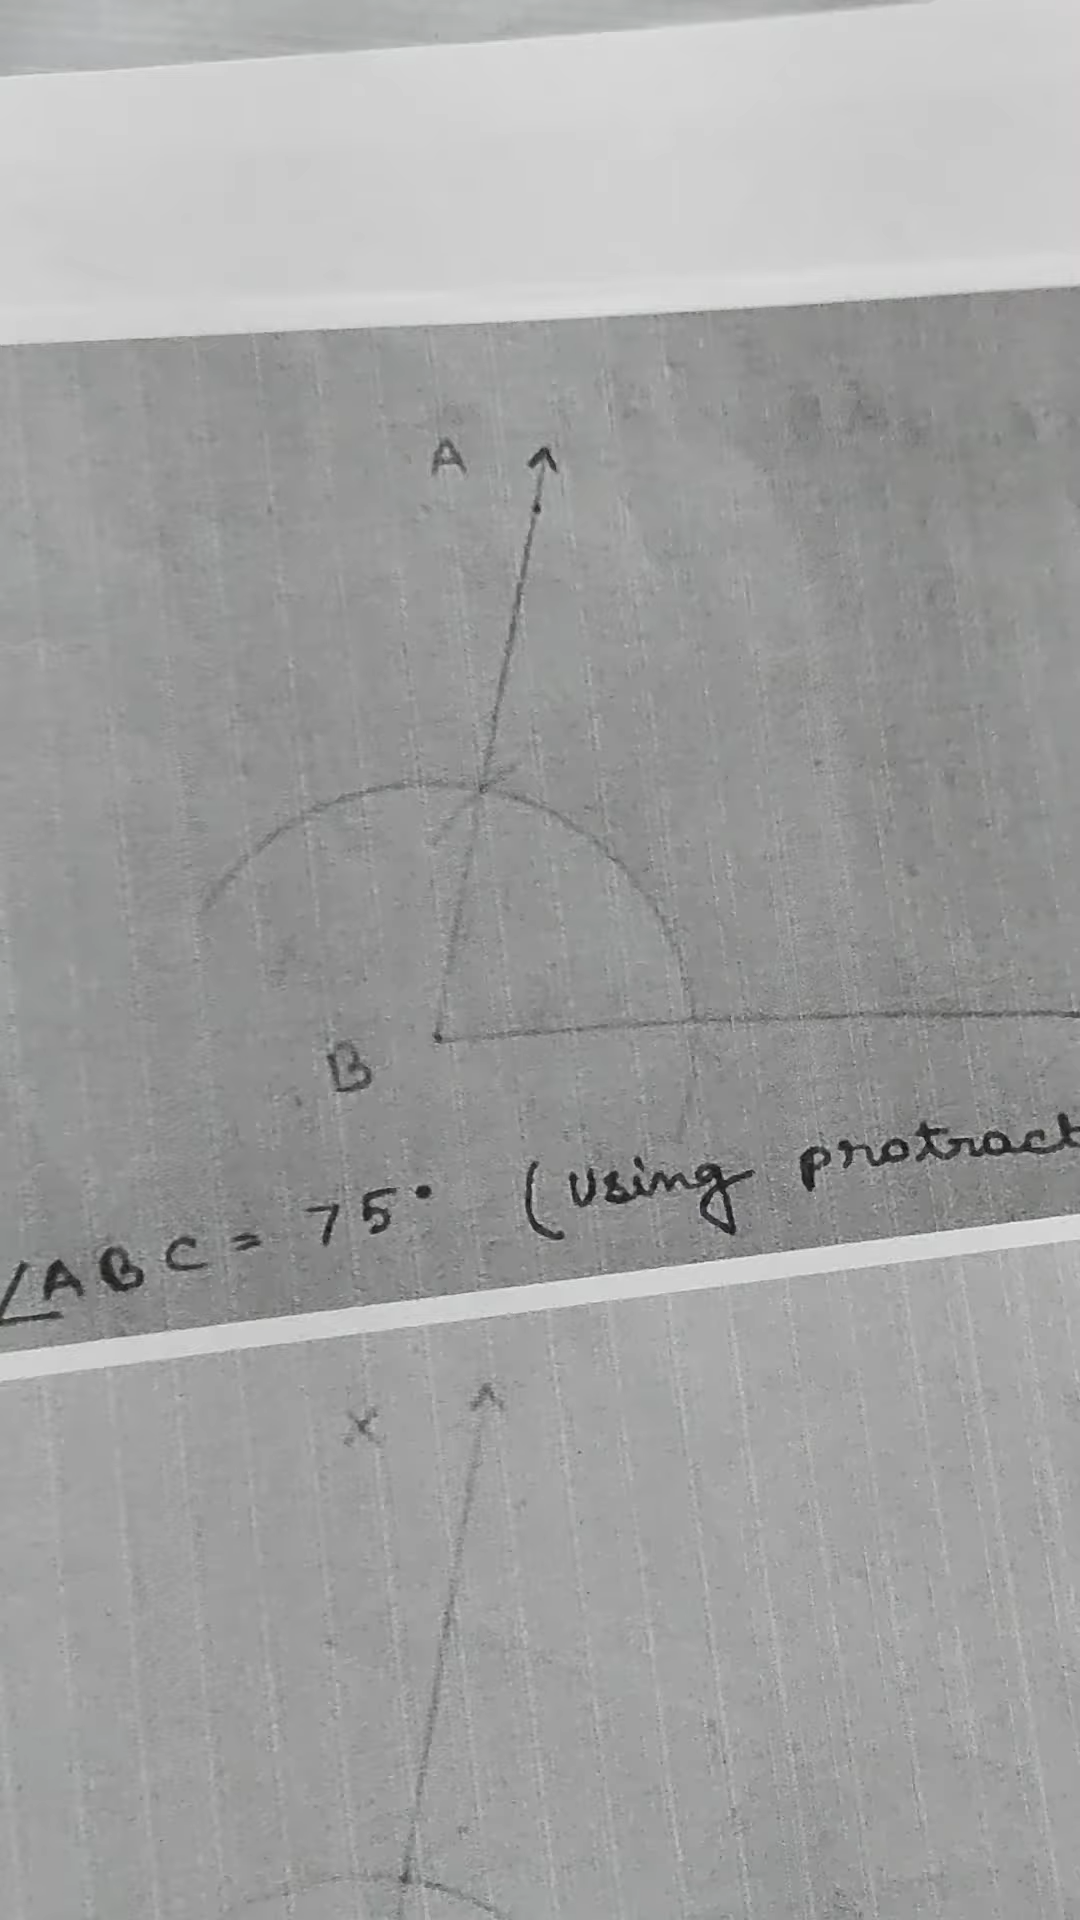 A
B
∠ABC = 75° (Using protract
X